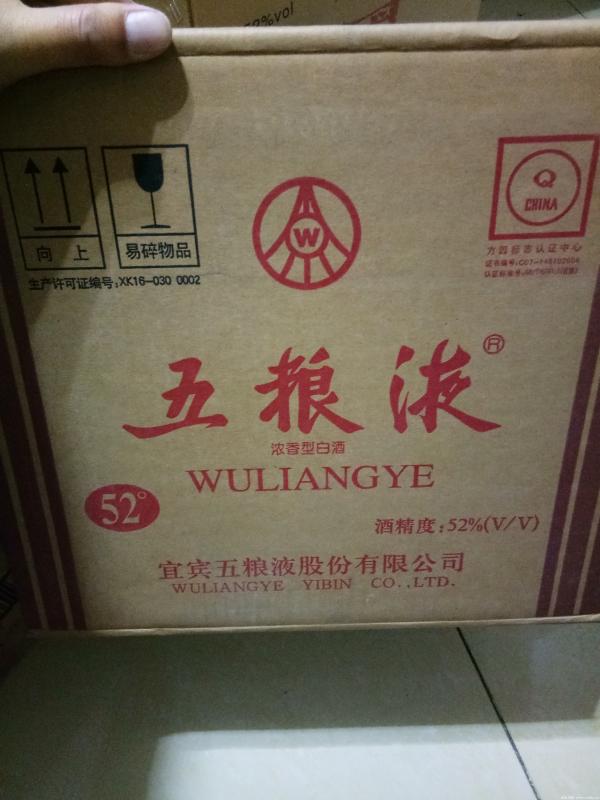 52%vol
Q
CHINA
W
向 上
易碎物品
方圆标志认证中心
生产许可证编号:XK16-030 0002
五粮液®
浓香型白酒
WULIANGYE
52°
酒精度:52%(V/V)
宜宾五粮液股份有限公司
WULIANGYE YIBIN CO.,LTD.